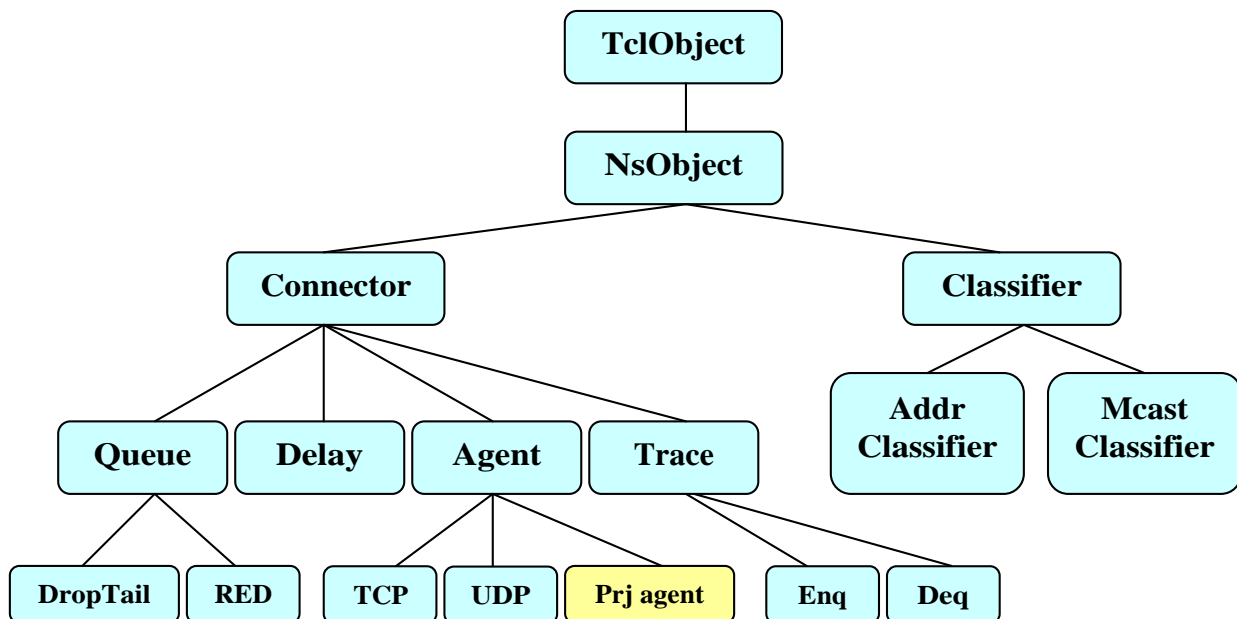 TclObject
NsObject
Connector
Classifier
Addr
Classifier
Mcast
Classifier
Queue
Delay
Agent
Trace
DropTail
RED
TCP
UDP
Prj agent
Enq
Deq